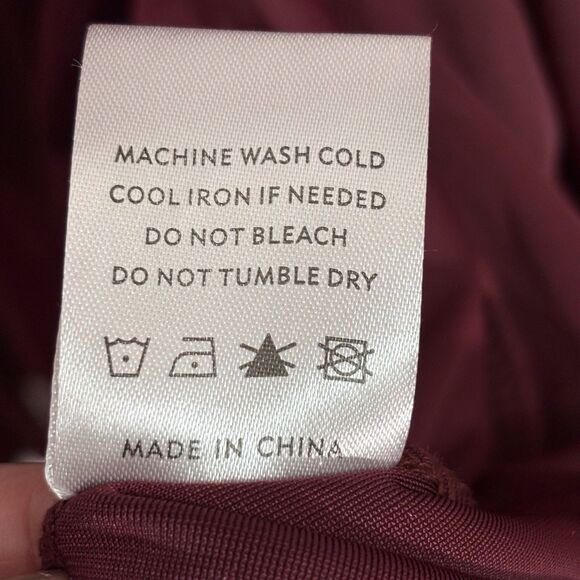 MACHINE WASH COLD
COOL IRON IF NEEDED
DO NOT BLEACH
DO NOT TUMBLE DRY
MADE IN CHINA